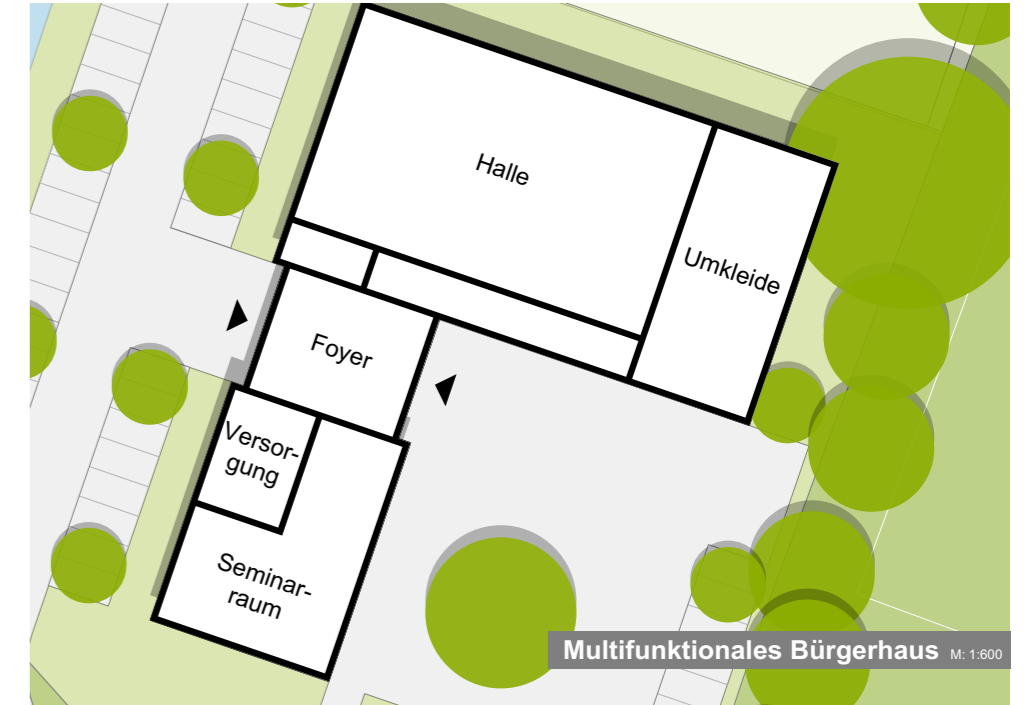 Halle
Umkleide
Foyer
Versor-
gung
Seminar-
raum
Multifunktionales Bürgerhaus M: 1:600